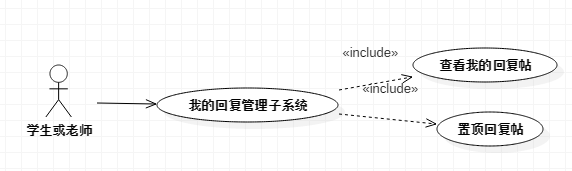 «include»
查看我的回复帖
«include»
我的回复管理子系统
学生或老师
置顶回复帖